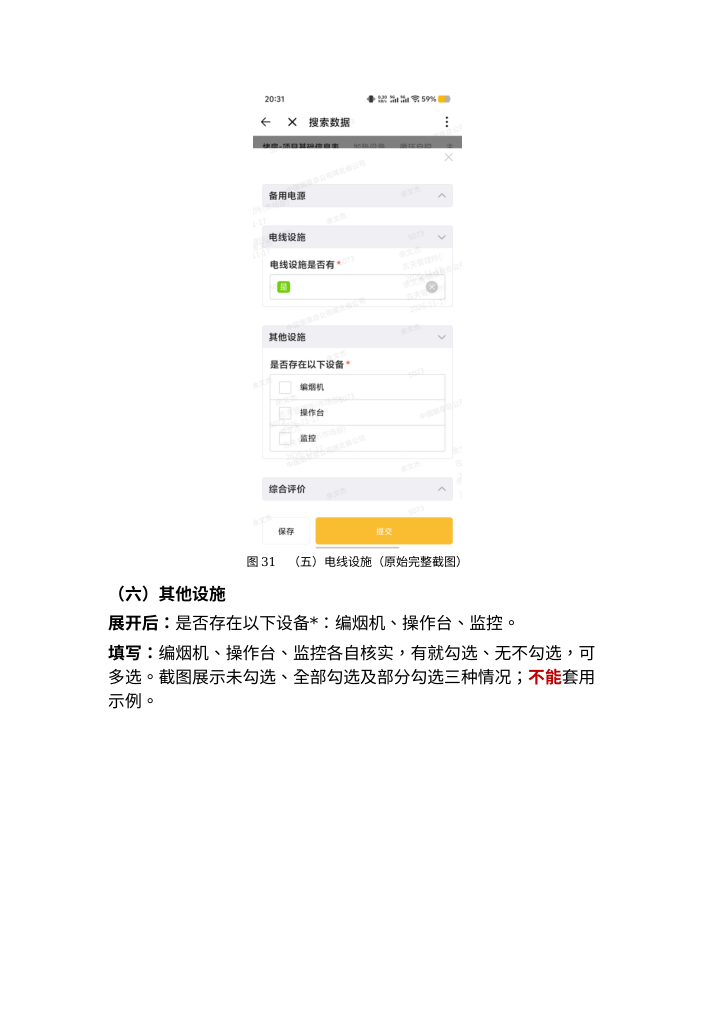 20:31
59%
搜索数据
备用电源
电线设施
电线设施是否有*
是
其他设施
是否存在以下设备*
编烟机
操作台
监控
综合评价
保存 提交
图 31 （五）电线设施（原始完整截图）
（六）其他设施
展开后：是否存在以下设备*：编烟机、操作台、监控。
填写：编烟机、操作台、监控各自核实，有就勾选、无不勾选，可
多选。截图展示未勾选、全部勾选及部分勾选三种情况；不能套用
示例。